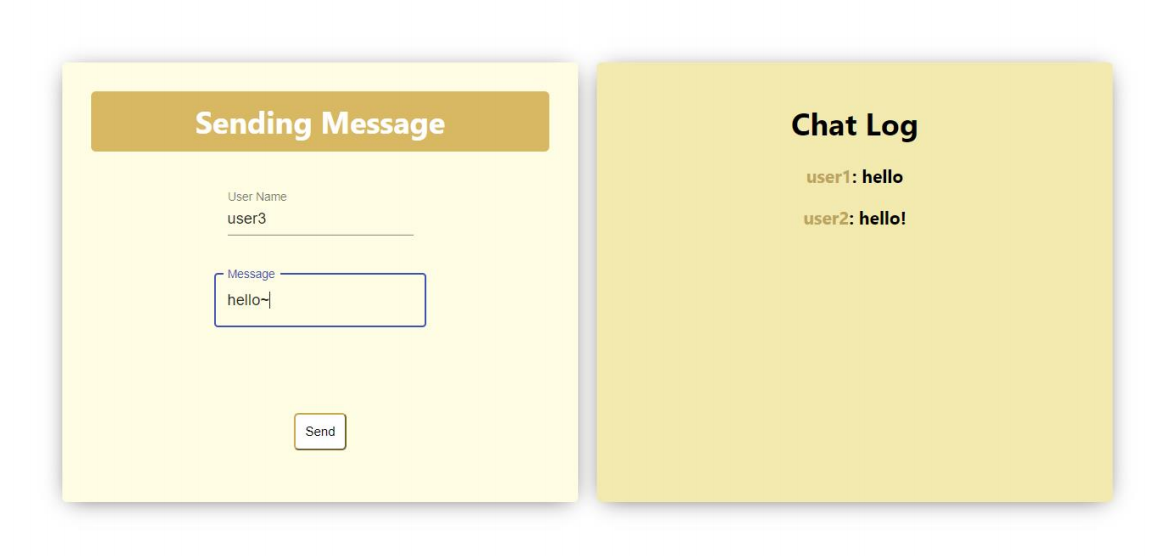 Sending Message
User Name
user3
Message
hello~
Send
Chat Log
user1: hello
user2: hello!